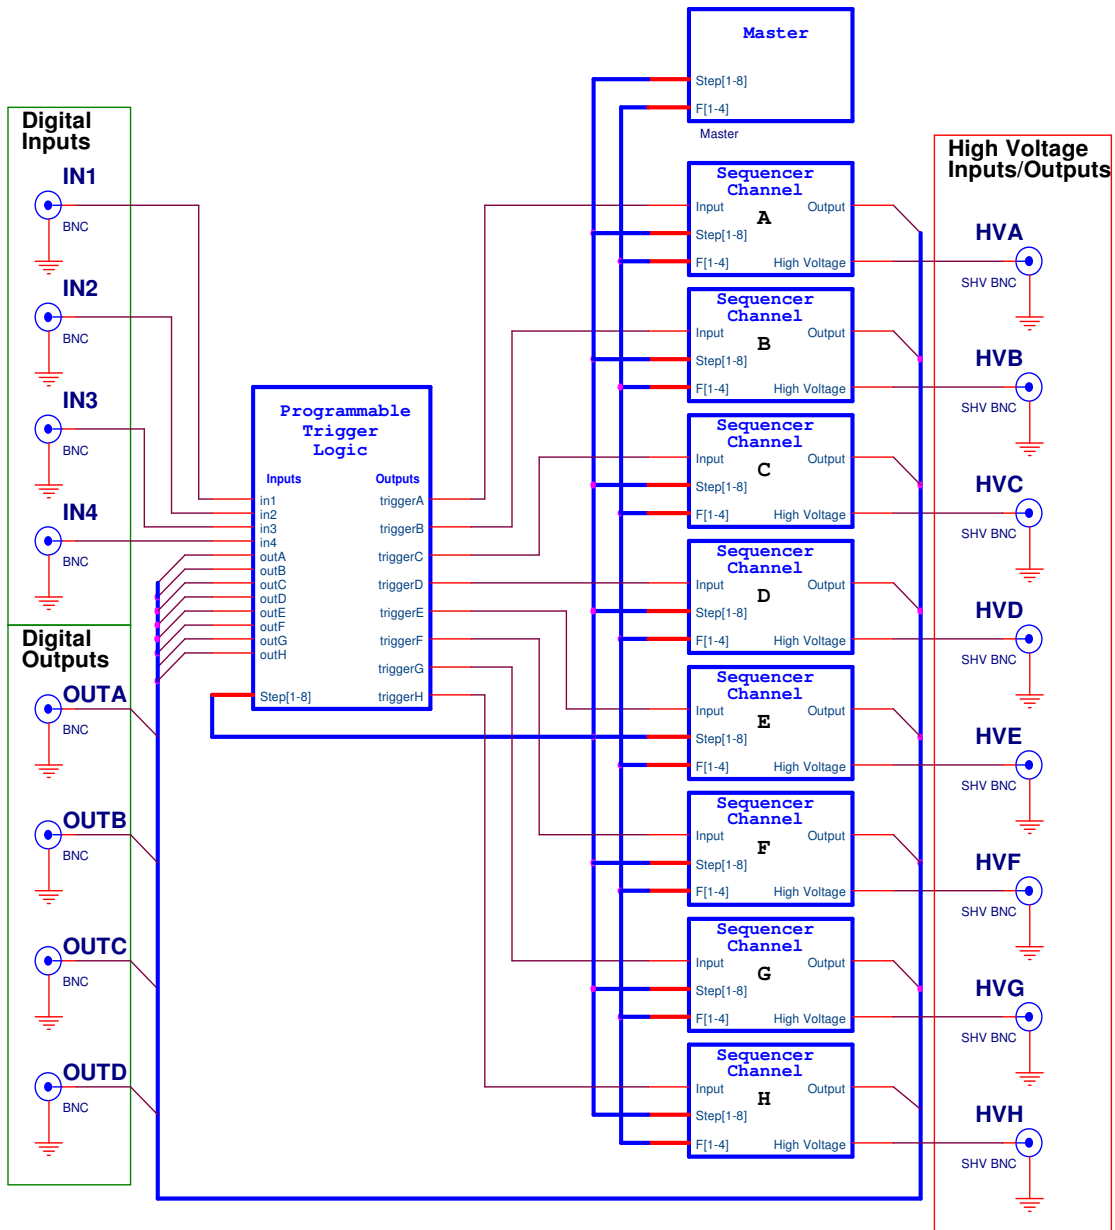 Master
Step[1-8]
F[1-4]
Master
Digital
Inputs
IN1
BNC
IN2
BNC
IN3
BNC
IN4
BNC
Digital
Outputs
OUTA
BNC
OUTB
BNC
OUTC
BNC
OUTD
BNC
Programmable
Trigger
Logic
Inputs
Outputs
in1
in2
in3
in4
outA
outB
outC
outD
outE
outF
outG
outH
Step[1-8]
triggerA
triggerB
triggerC
triggerD
triggerE
triggerF
triggerG
triggerH
Sequencer
Channel
Input
Output
A
Step[1-8]
F[1-4]
High Voltage
Sequencer
Channel
Input
Output
B
Step[1-8]
F[1-4]
High Voltage
Sequencer
Channel
Input
Output
C
Step[1-8]
F[1-4]
High Voltage
Sequencer
Channel
Input
Output
D
Step[1-8]
F[1-4]
High Voltage
Sequencer
Channel
Input
Output
E
Step[1-8]
F[1-4]
High Voltage
Sequencer
Channel
Input
Output
F
Step[1-8]
F[1-4]
High Voltage
Sequencer
Channel
Input
Output
G
Step[1-8]
F[1-4]
High Voltage
Sequencer
Channel
Input
Output
H
Step[1-8]
F[1-4]
High Voltage
High Voltage
Inputs/Outputs
HVA
SHV BNC
HVB
SHV BNC
HVC
SHV BNC
HVD
SHV BNC
HVE
SHV BNC
HVF
SHV BNC
HVG
SHV BNC
HVH
SHV BNC